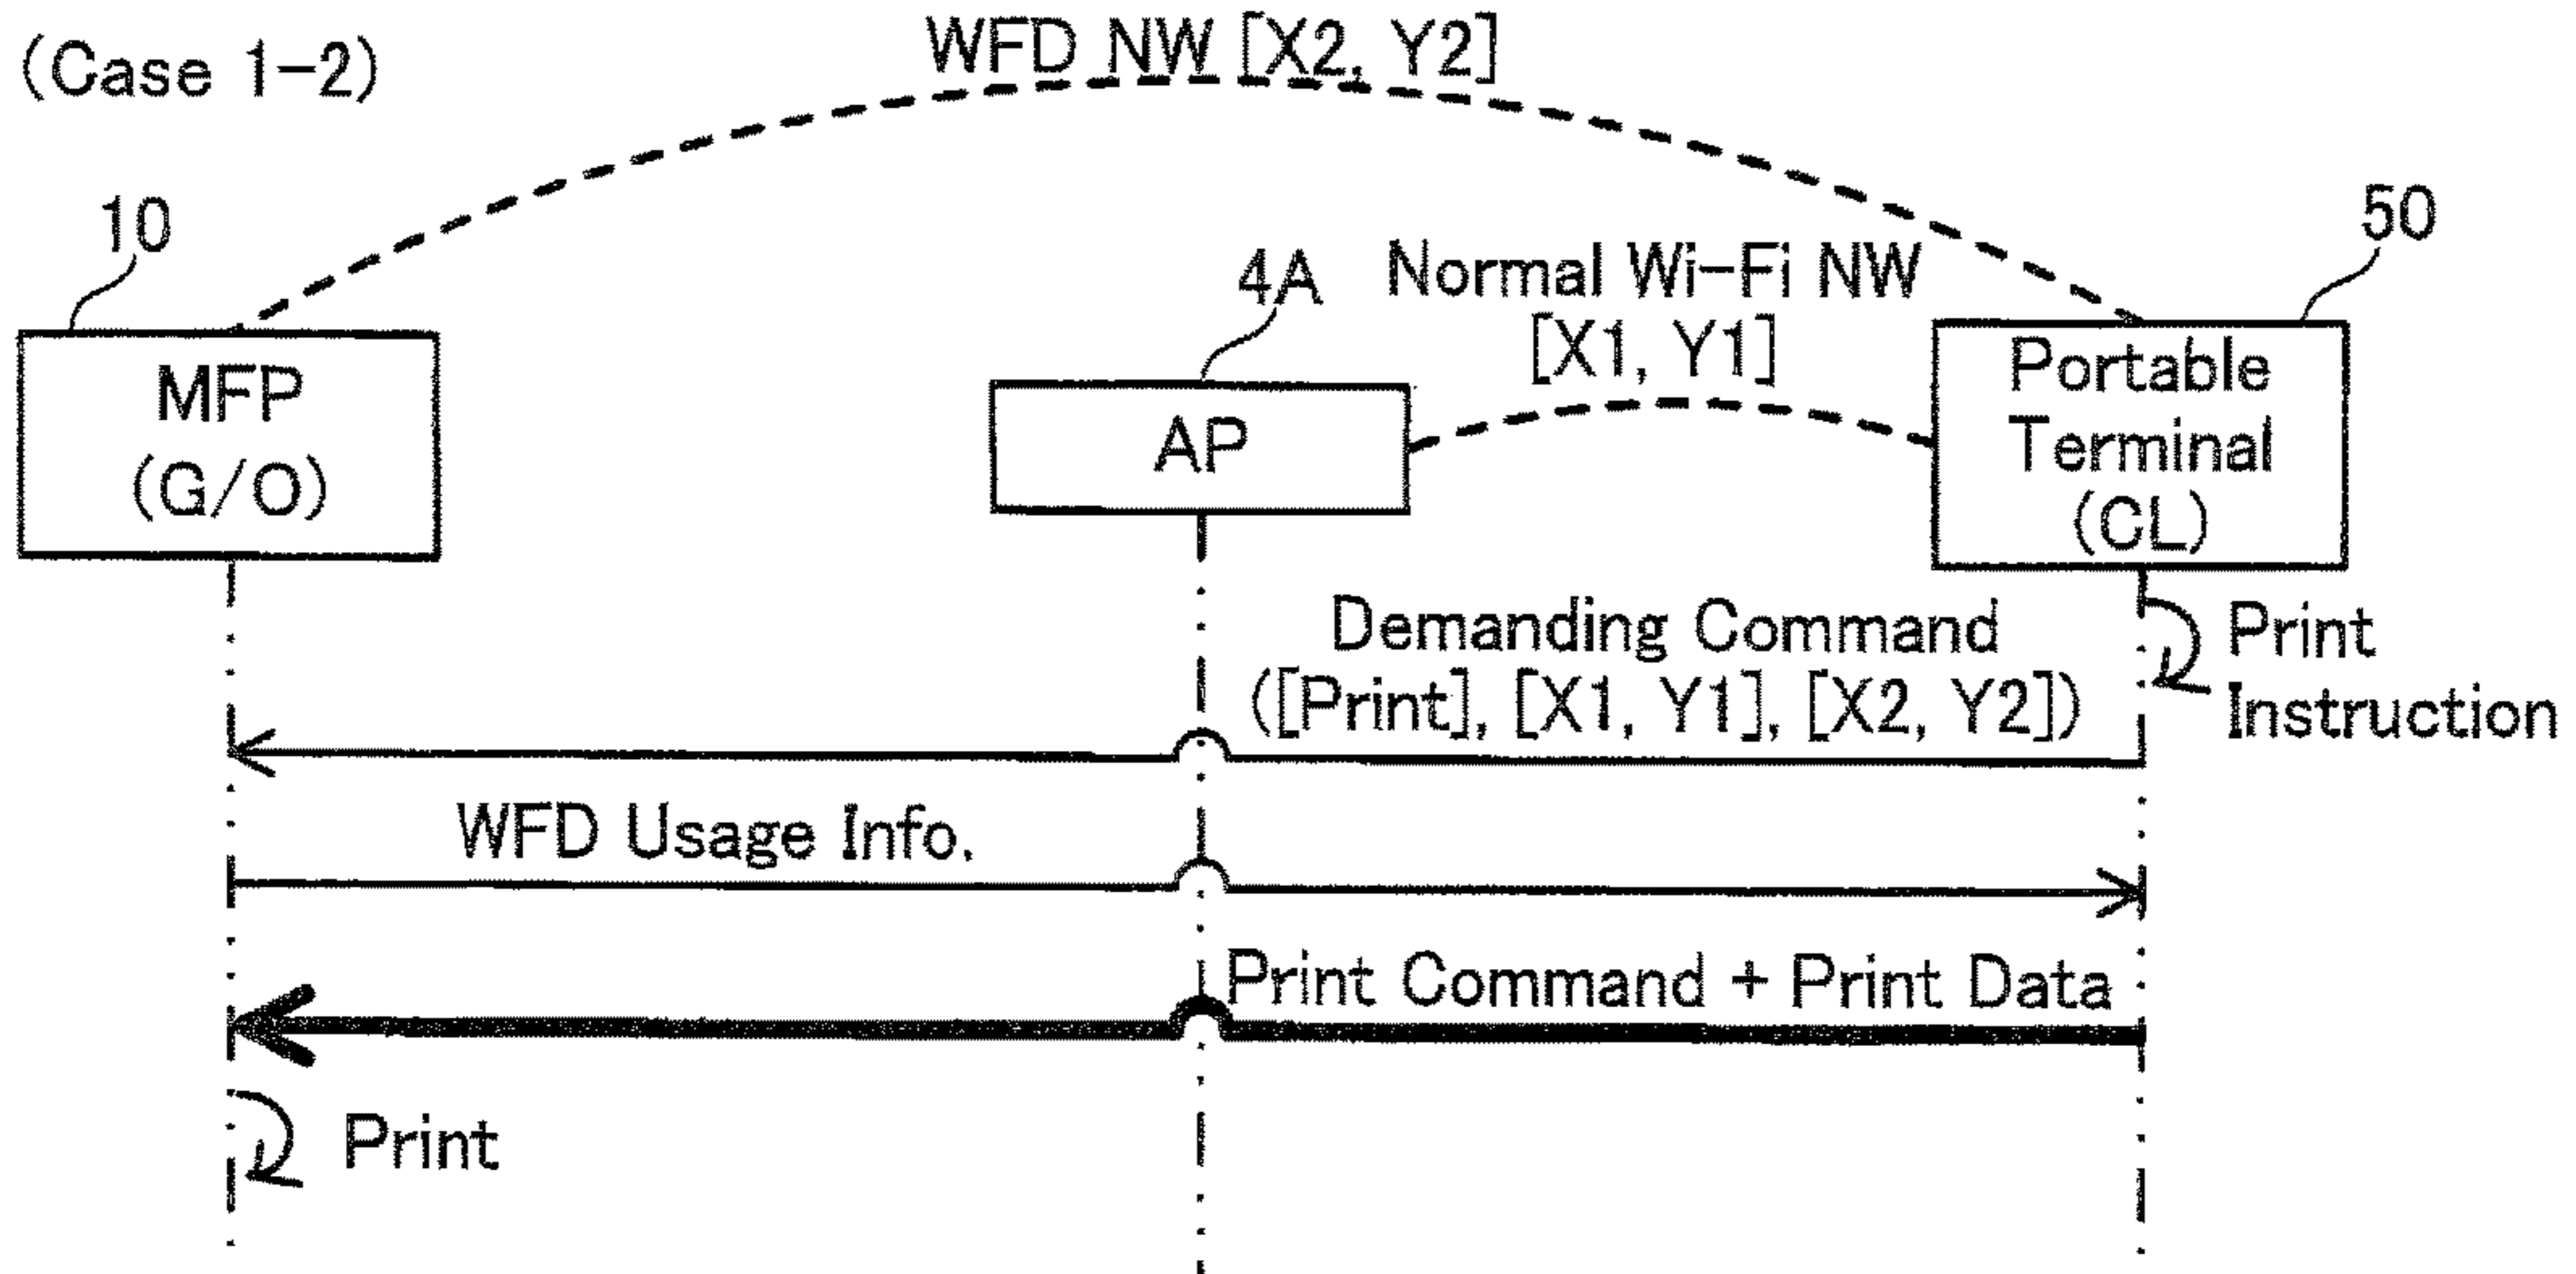 (Case 1-2)
WFD NW [X2, Y2]
10
4A
Normal Wi-Fi NW
[X1, Y1]
50
MFP
(G/O)
AP
Portable
Terminal
(CL)
Demanding Command
([Print], [X1, Y1], [X2, Y2])
Print
Instruction
WFD Usage Info.
Print Command + Print Data
Print